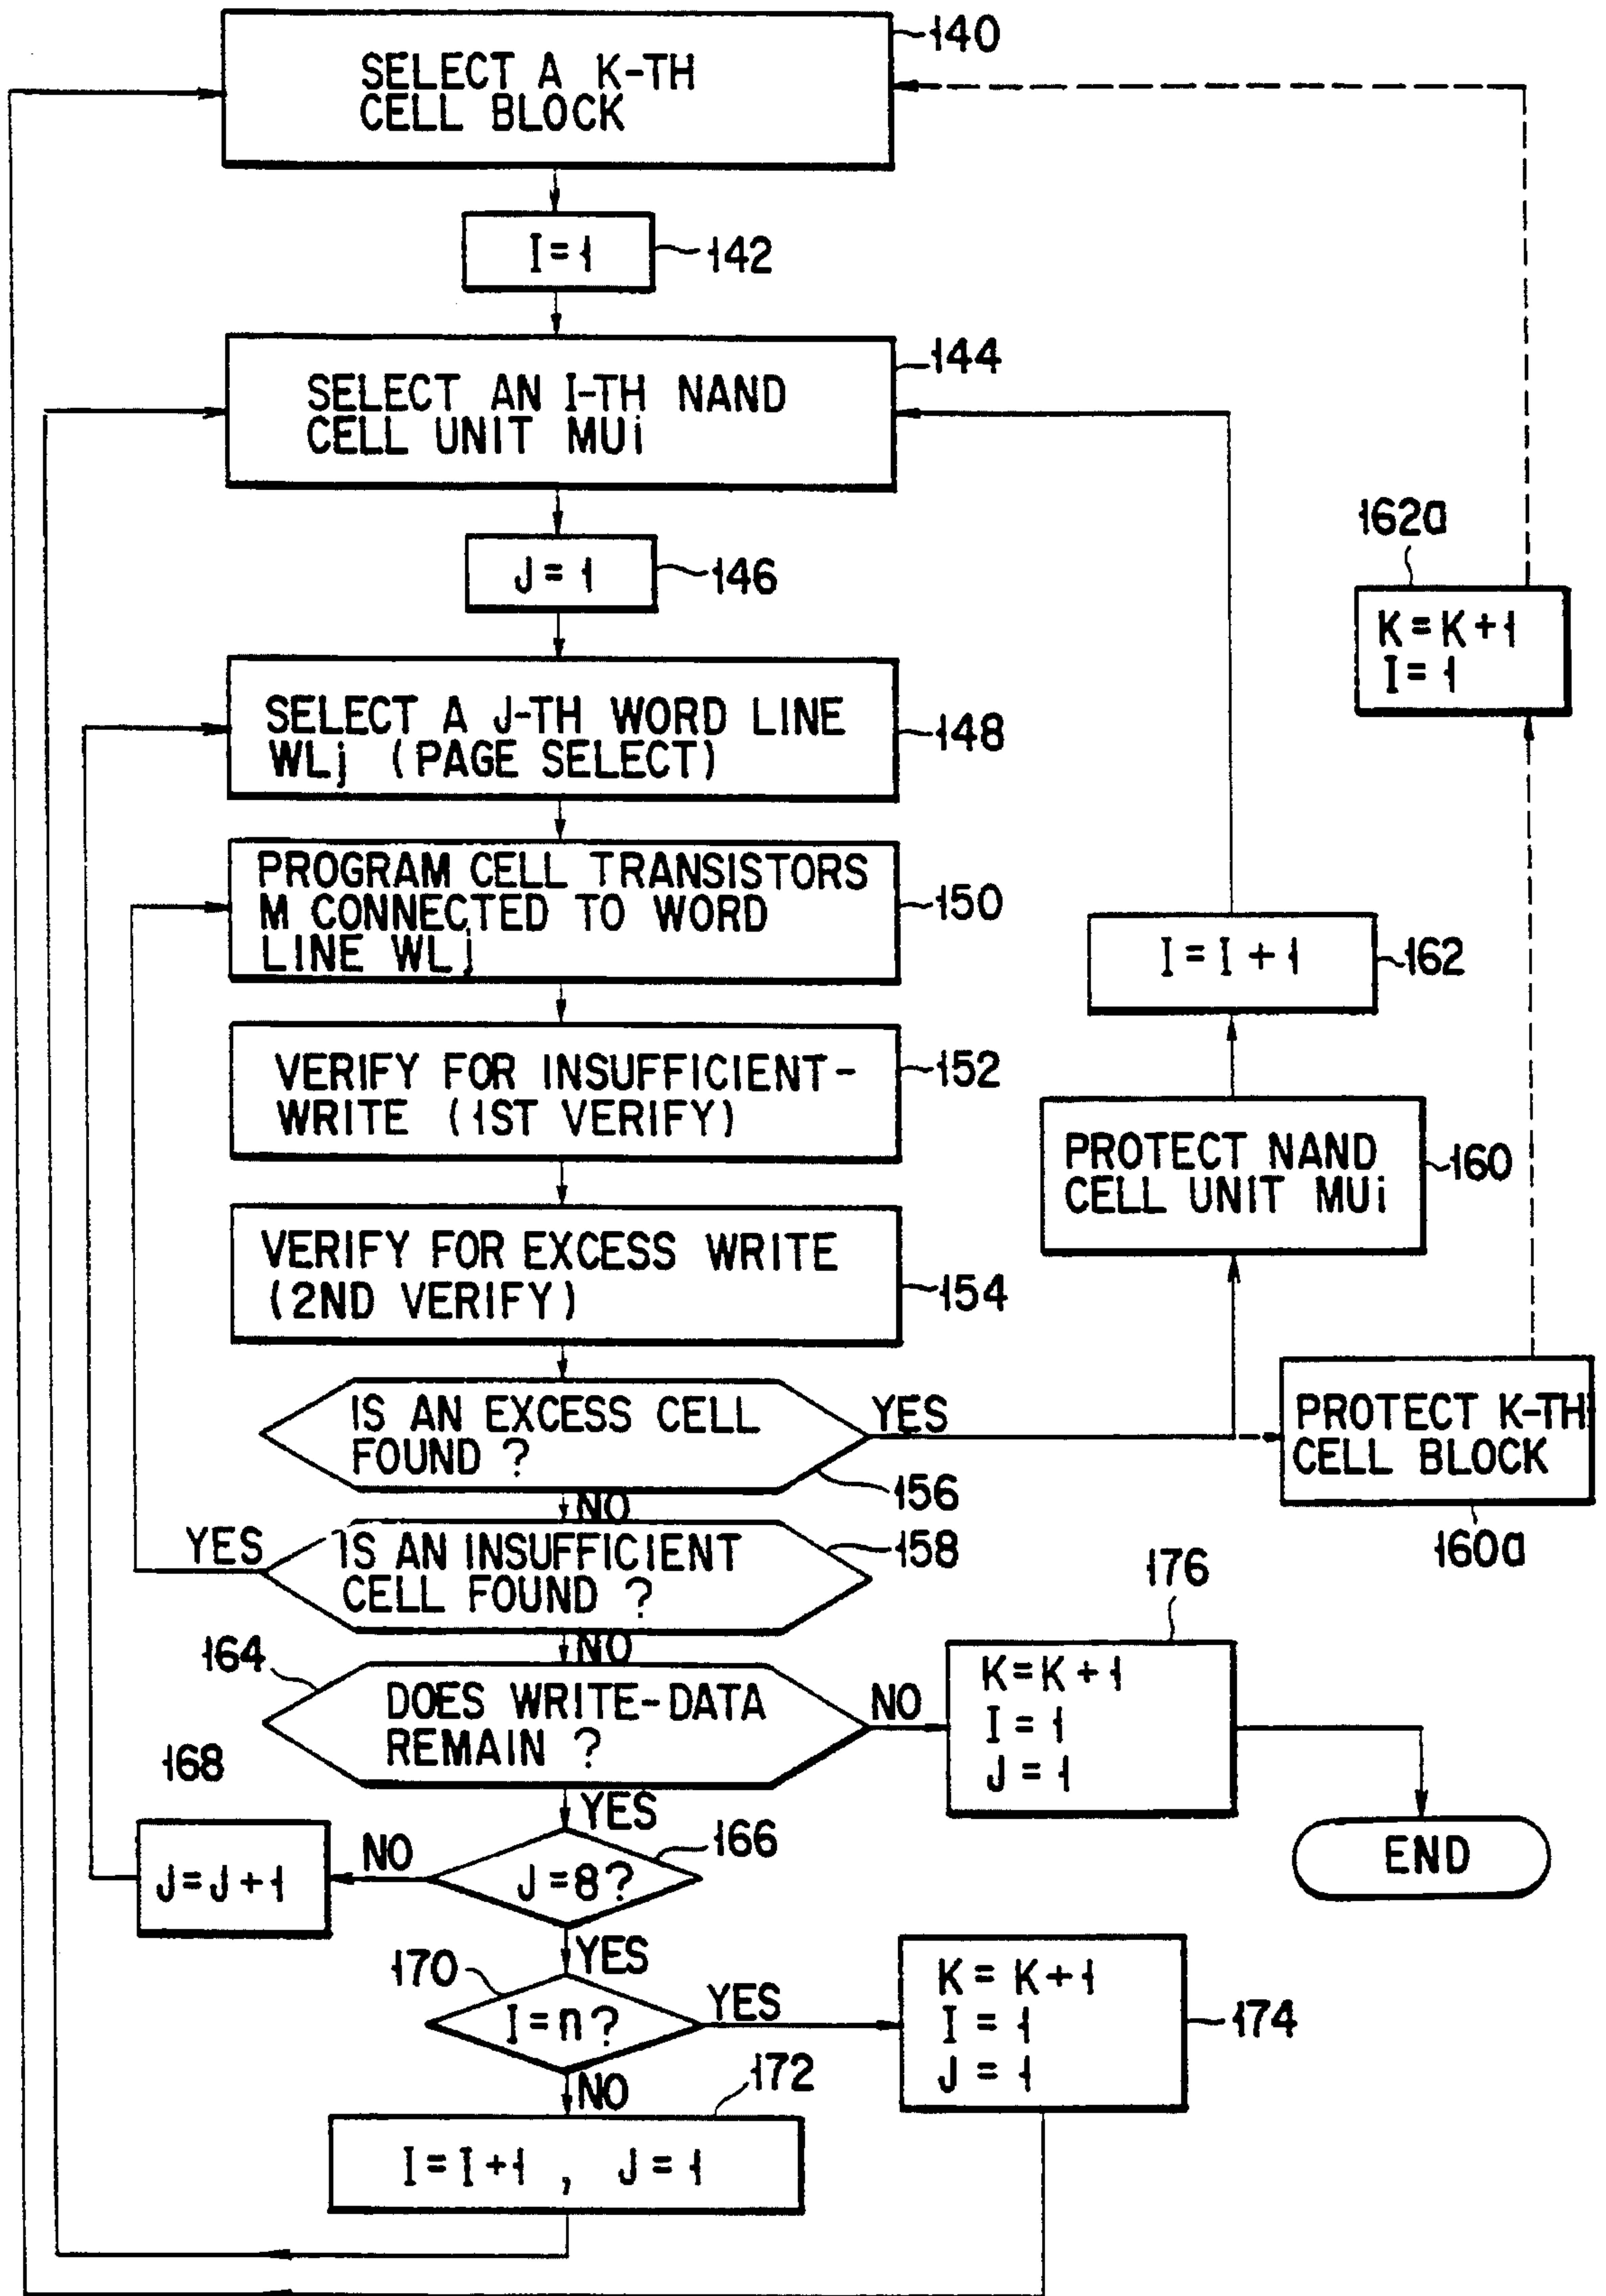 140
SELECT A K-TH
CELL BLOCK
I=1
142
144
SELECT AN I-TH NAND
CELL UNIT MUi
162a
J=1
146
K=K+1
I=1
SELECT A J-TH WORD LINE
WLj (PAGE SELECT)
148
PROGRAM CELL TRANSISTORS
M CONNECTED TO WORD
LINE WLj
150
I=I+1
162
VERIFY FOR INSUFFICIENT-
WRITE (1ST VERIFY)
152
PROTECT NAND
CELL UNIT MUi
160
VERIFY FOR EXCESS WRITE
(2ND VERIFY)
154
IS AN EXCESS CELL
FOUND ?
YES
156
PROTECT K-TH
CELL BLOCK
160a
NO
YES
IS AN INSUFFICIENT
CELL FOUND ?
158
NO
164
DOES WRITE-DATA
REMAIN ?
NO
176
K=K+1
I=1
J=1
END
YES
168
J=J+1
NO
J=8?
166
YES
170
I=n?
YES
K=K+1
I=1
J=1
174
NO
172
I=I+1 , J=1